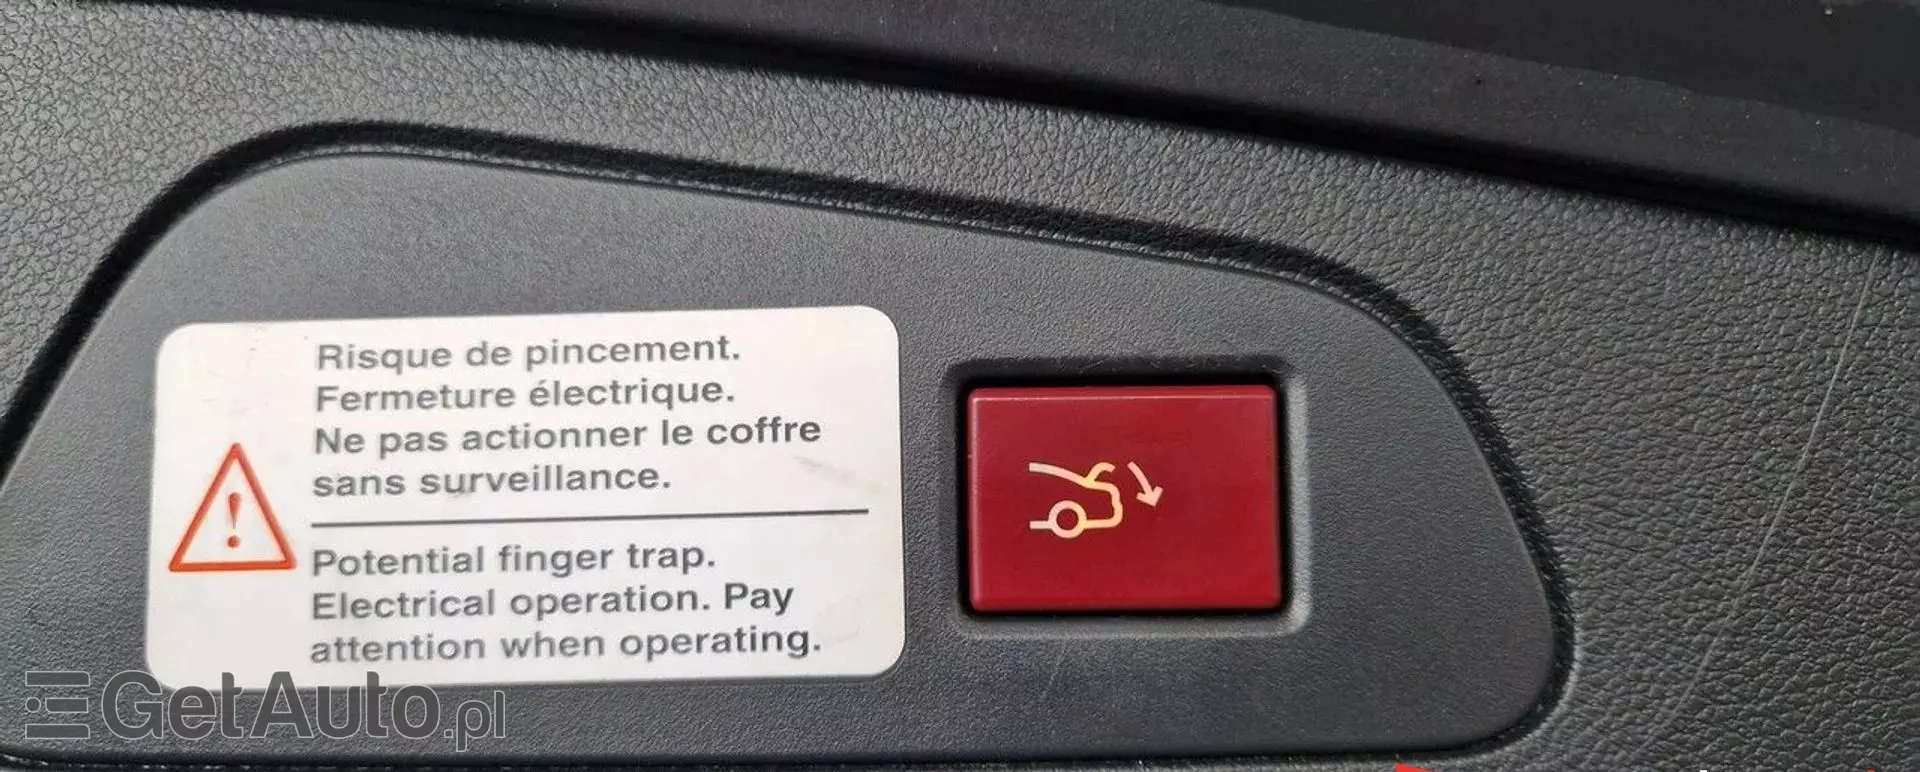 Risque de pincement.
Fermeture électrique.
Ne pas actionner le coffre
sans surveillance.
Potential finger trap.
Electrical operation. Pay
attention when operating.
GetAuto.pl